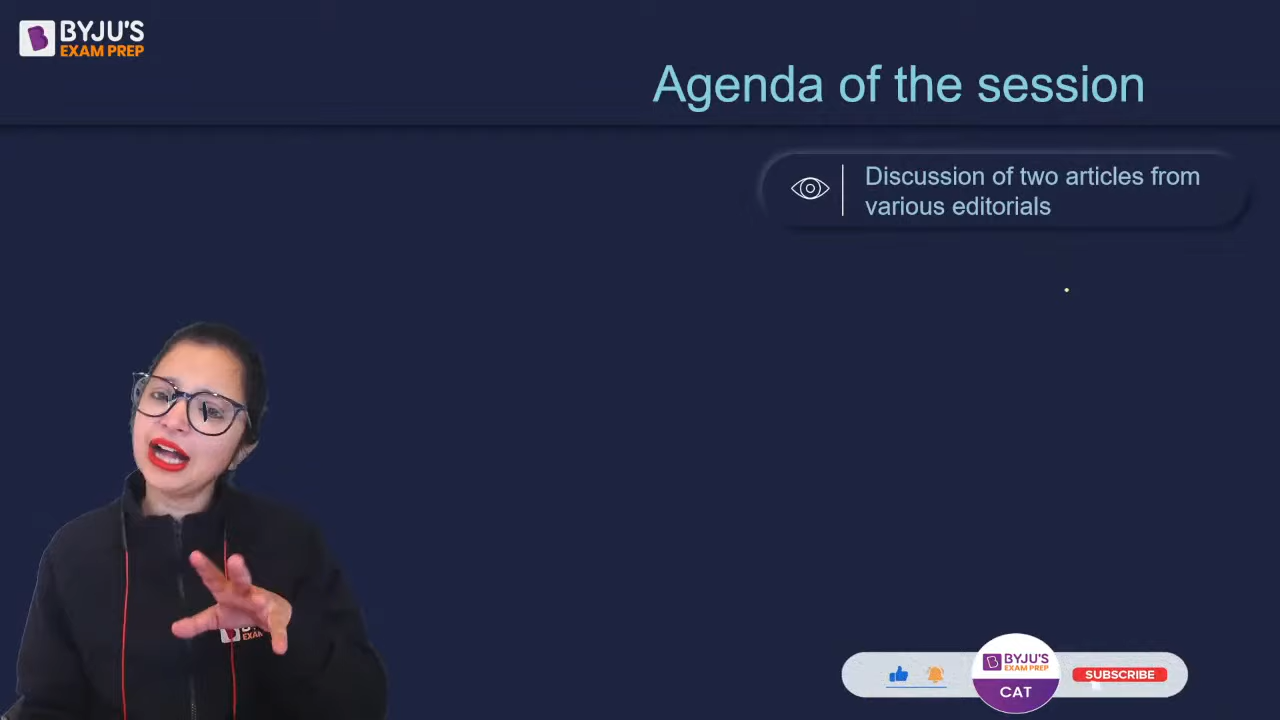 BYJU'S
EXAM PREP
Agenda of the session
Discussion of two articles from
various editorials
BYJU'S
EXAM PREP
CAT
SUBSCRIBE